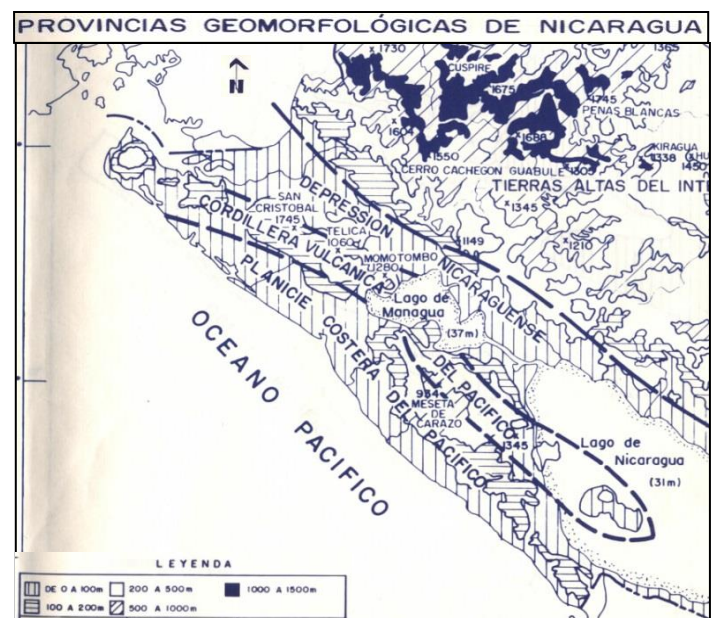 PROVINCIAS GEOMORFOLÓGICAS DE NICARAGUA
1730
1365
CUSPIRE
N
1675
1745
PENAS BLANCAS
1604
1688
KIRAGUA
1550
1338
1450
CERRO CACHEGON GUABULE
1305
TIERRAS ALTAS DEL INT
1345
DEPRESSION NICARAGUENSE
SAN
CRISTOBAL
1745
CORDILLERA VULCANICA
TELICA
1060
1149
1210
MOMOTOMBO
1280
PLANICIE COSTERA DEL PACIFICO
Lago de
Managua
(37m)
OCEANO PACIFICO
DEL PACIFICO
934
MESETA
DE
CARAZO
1345
Lago de
Nicaragua
(31m)
LEYENDA
DE 0 A 100m
200 A 500m
1000 A 1500m
100 A 200m
500 A 1000m